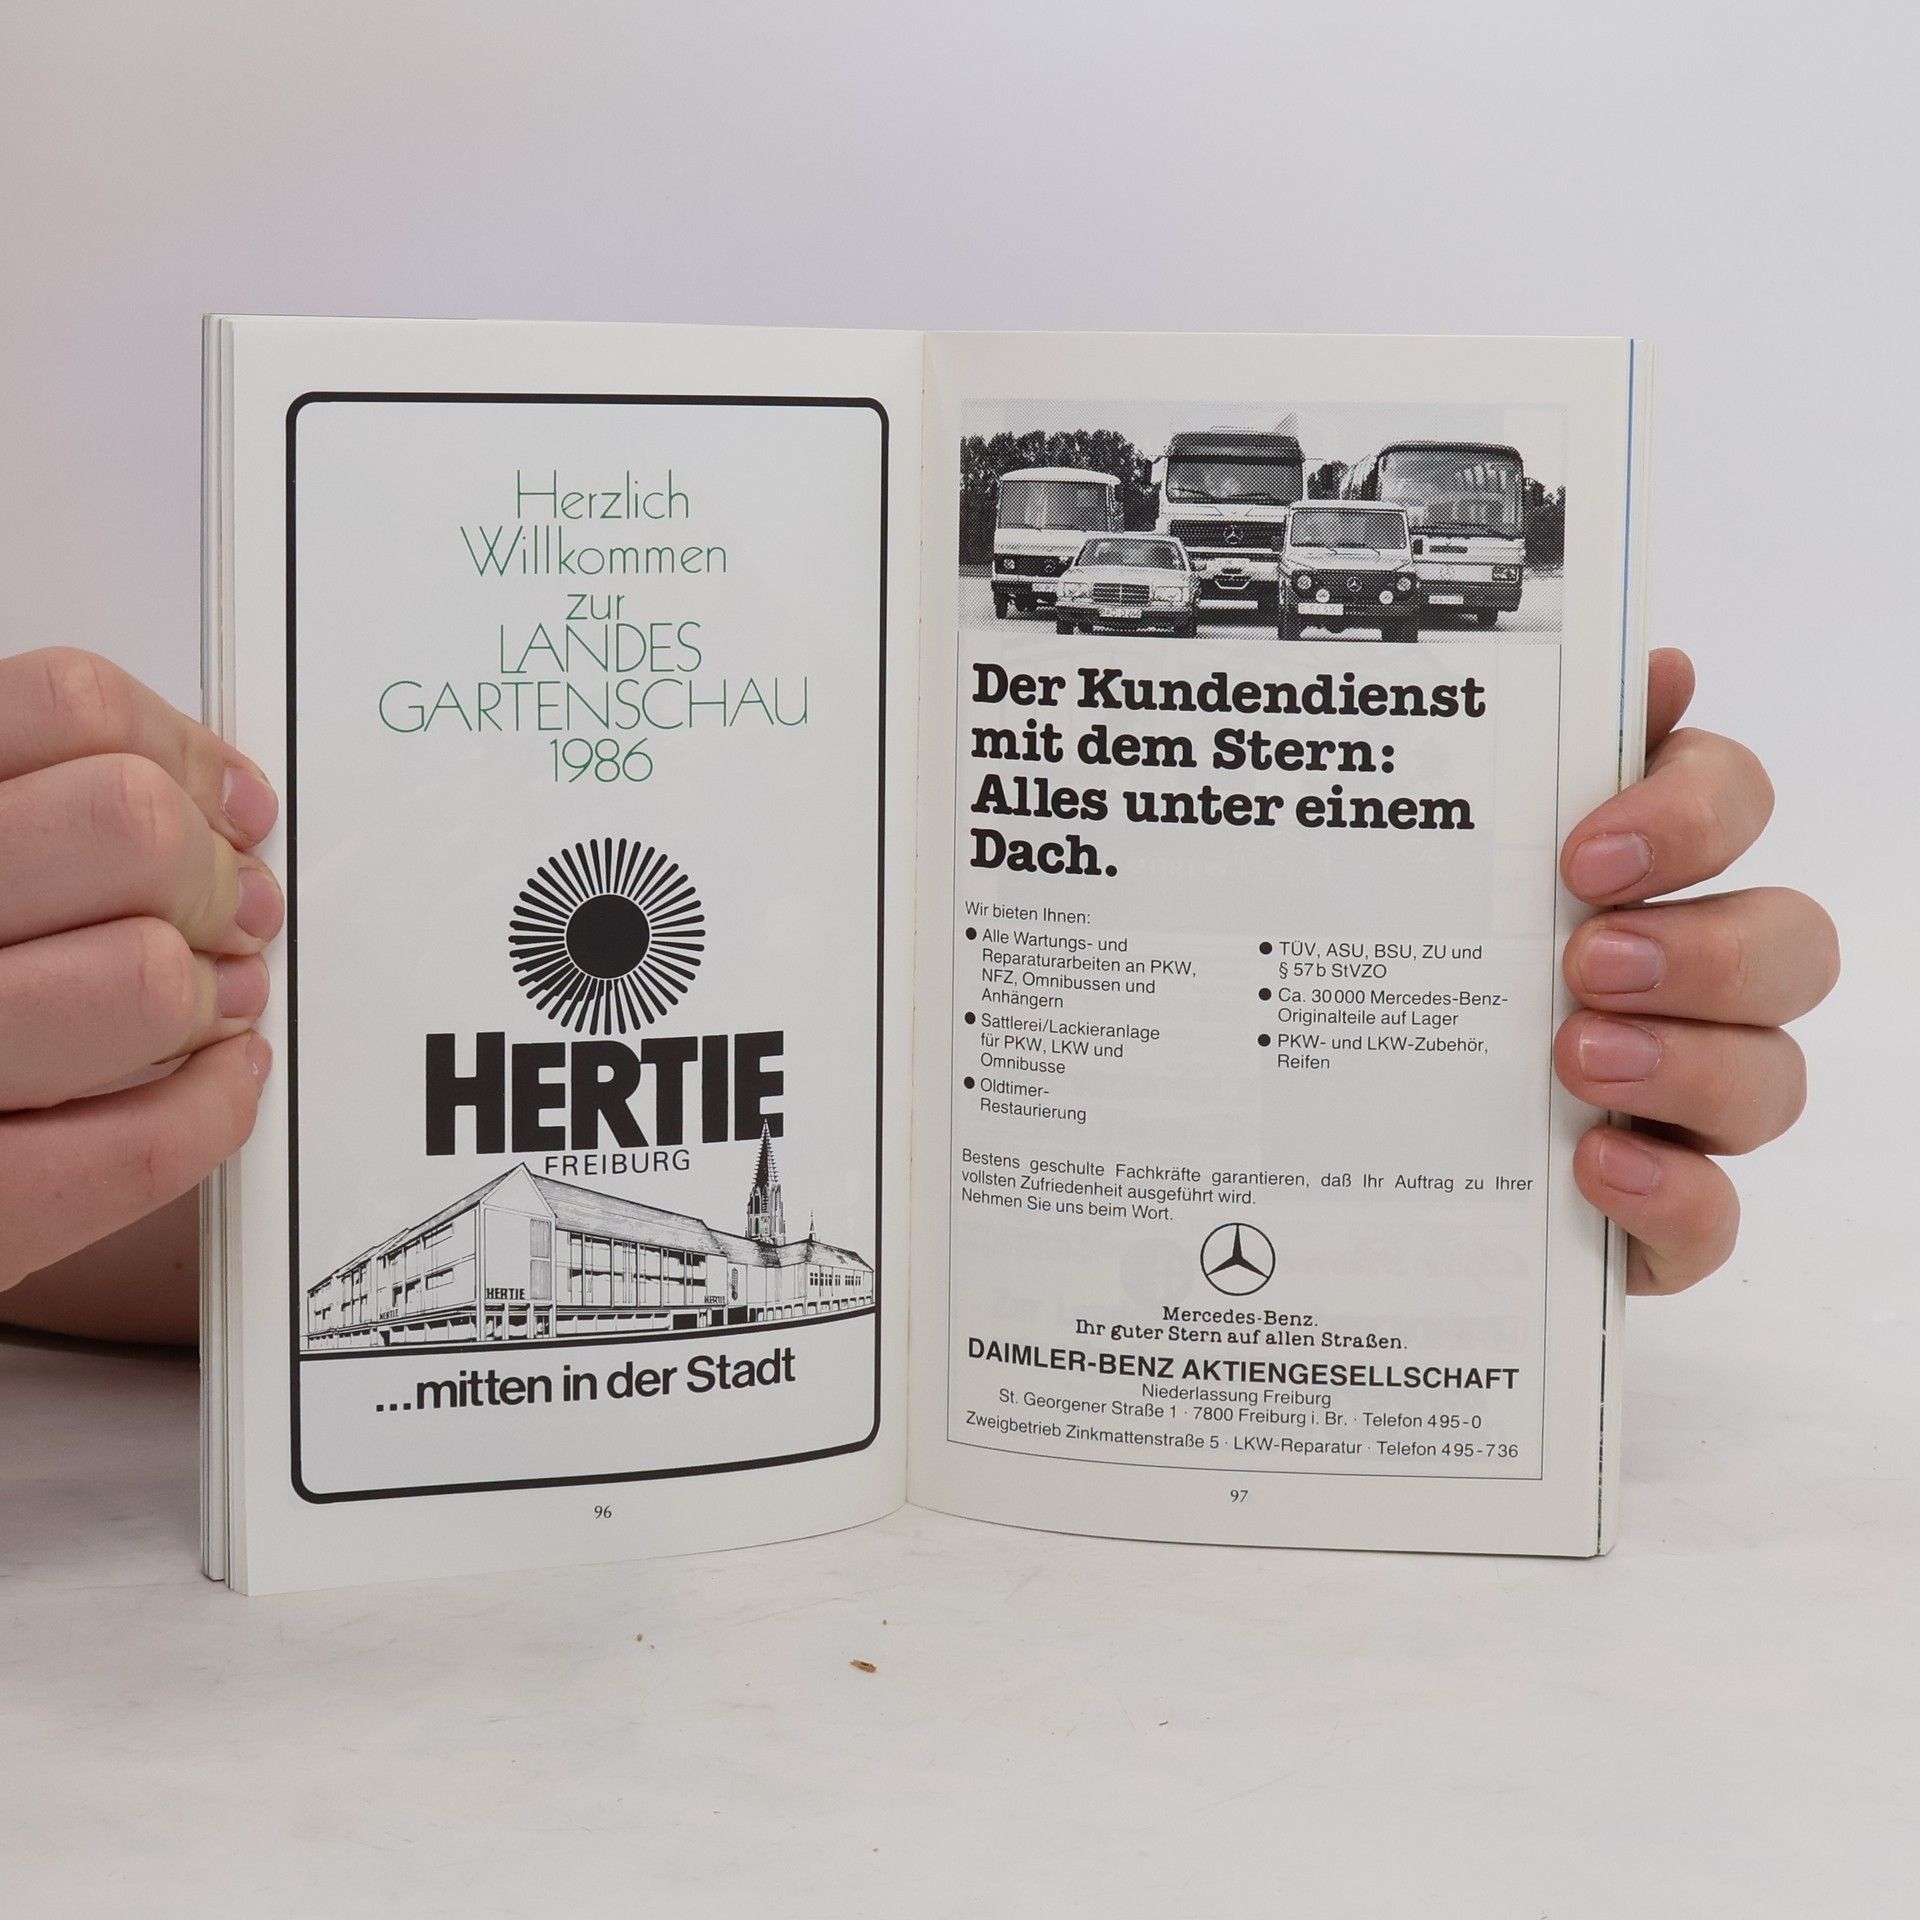 Herzlich
Willkommen
zur
LANDES
GARTENSCHAU
1986
HERTIE
FREIBURG
HERTIE
HERTIE
HERTIE
...mitten in der Stadt
96
Der Kundendienst
mit dem Stern:
Alles unter einem
Dach.
Wir bieten Ihnen:
● Alle Wartungs- und
Reparaturarbeiten an PKW,
NFZ, Omnibussen und
Anhängern
● Sattlerei/Lackieranlage
für PKW, LKW und
Omnibusse
● Oldtimer-
Restaurierung
● TÜV, ASU, BSU, ZU und
§ 57 b StVZO
● Ca. 30 000 Mercedes-Benz-
Originalteile auf Lager
● PKW- und LKW-Zubehör,
Reifen
Bestens geschulte Fachkräfte garantieren, daß Ihr Auftrag zu Ihrer
vollsten Zufriedenheit ausgeführt wird.
Nehmen Sie uns beim Wort.
Mercedes-Benz.
Ihr guter Stern auf allen Straßen.
DAIMLER-BENZ AKTIENGESELLSCHAFT
Niederlassung Freiburg
St. Georgener Straße 1 · 7800 Freiburg i. Br. · Telefon 495-0
Zweigbetrieb Zinkmattenstraße 5 · LKW-Reparatur · Telefon 495-736
97